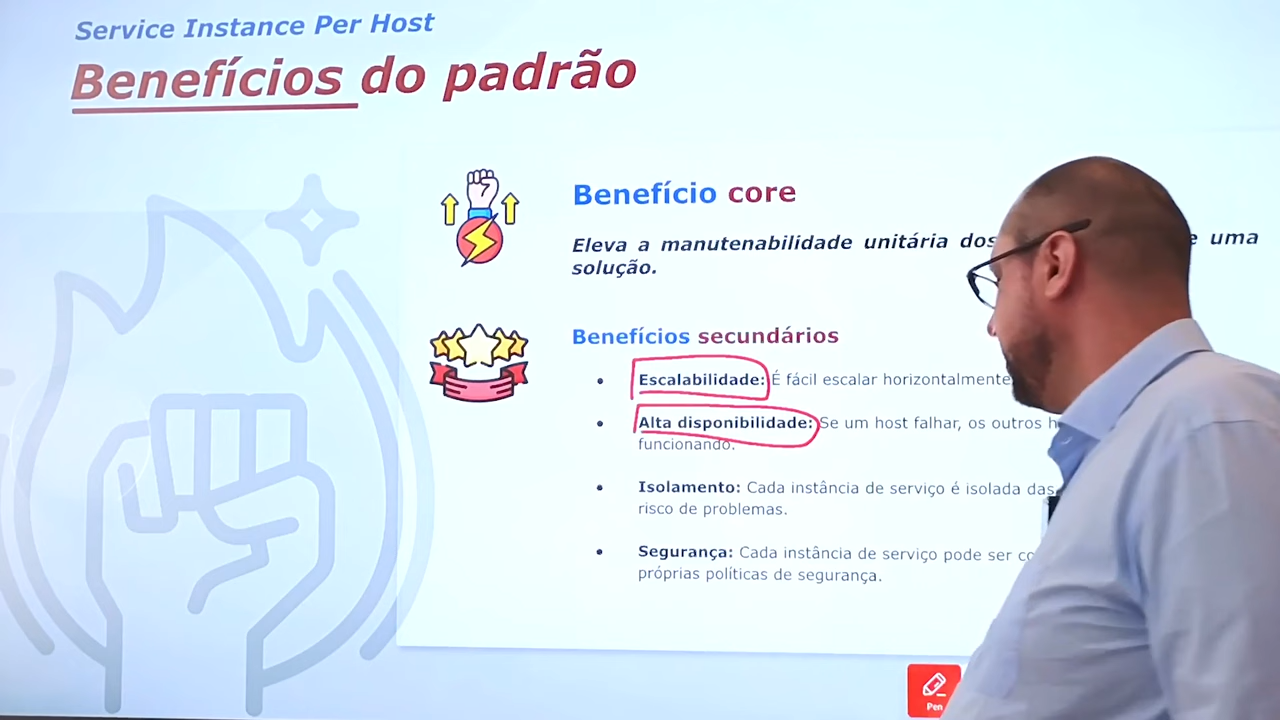 Service Instance Per Host
Benefícios do padrão
Benefício core
Eleva a manutenabilidade unitária dos uma
solução.
Benefícios secundários
Escalabilidade: É fácil escalar horizontalmente
Alta disponibilidade: Se um host falhar, os outros
funcionando.
Isolamento: Cada instância de serviço é isolada das
risco de problemas.
Segurança: Cada instância de serviço pode ser
próprias políticas de segurança.
Pen